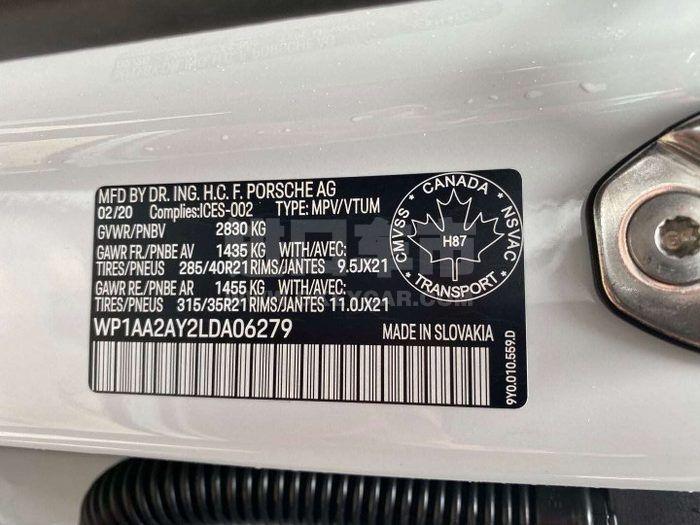 MFD BY DR. ING. H.C. F. PORSCHE AG
02/20 Complies:ICES-002 TYPE: MPV/VTUM
GVWR/PNBV 2830 KG
GAWR FR./PNBE AV 1435 KG WITH/AVEC:
TIRES/PNEUS 285/40R21 RIMS/JANTES 9.5JX21
GAWR RE./PNBE AR 1455 KG WITH/AVEC:
TIRES/PNEUS 315/35R21 RIMS/JANTES 11.0JX21
WP1AA2AY2LDA06279 MADE IN SLOVAKIA
CANADA
CMVSS NSVAC
H87
TRANSPORT
9Y0.010.559.D